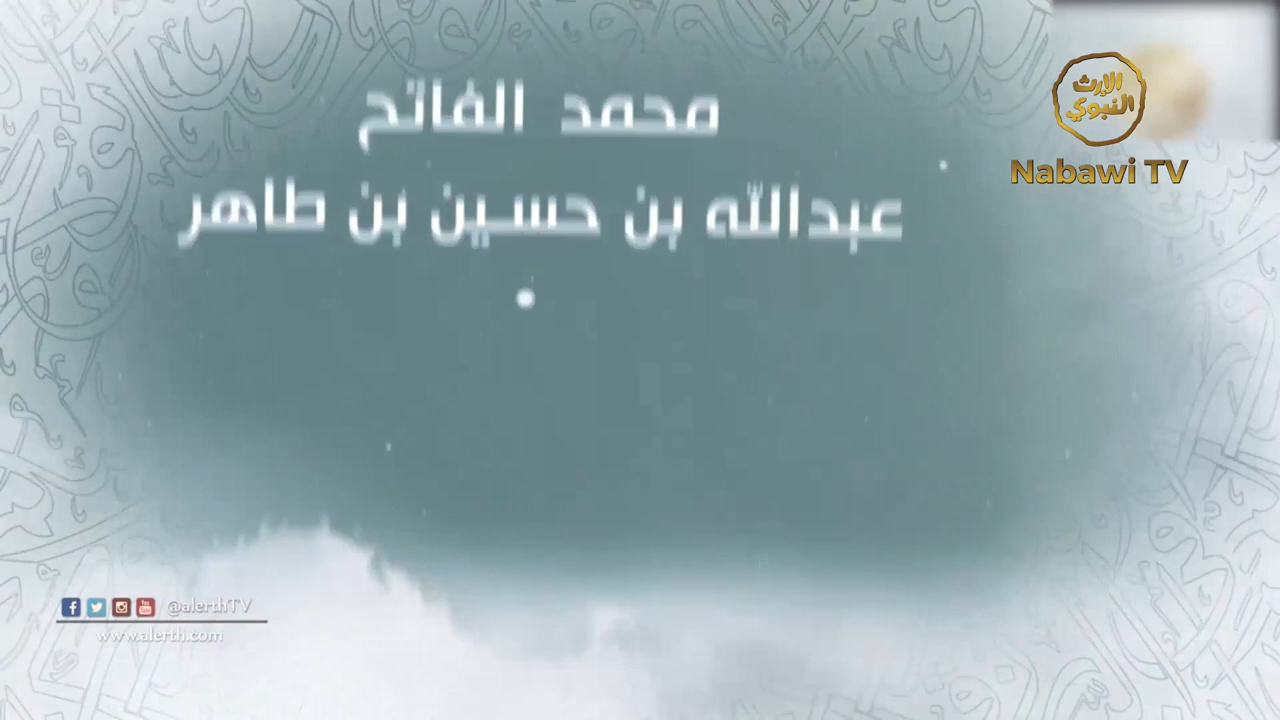 محمد الفاتح
عبدالله بن حسين بن طاهر
الإرث
النبوي
Nabawi TV
@alerthTV
www.alerth.com